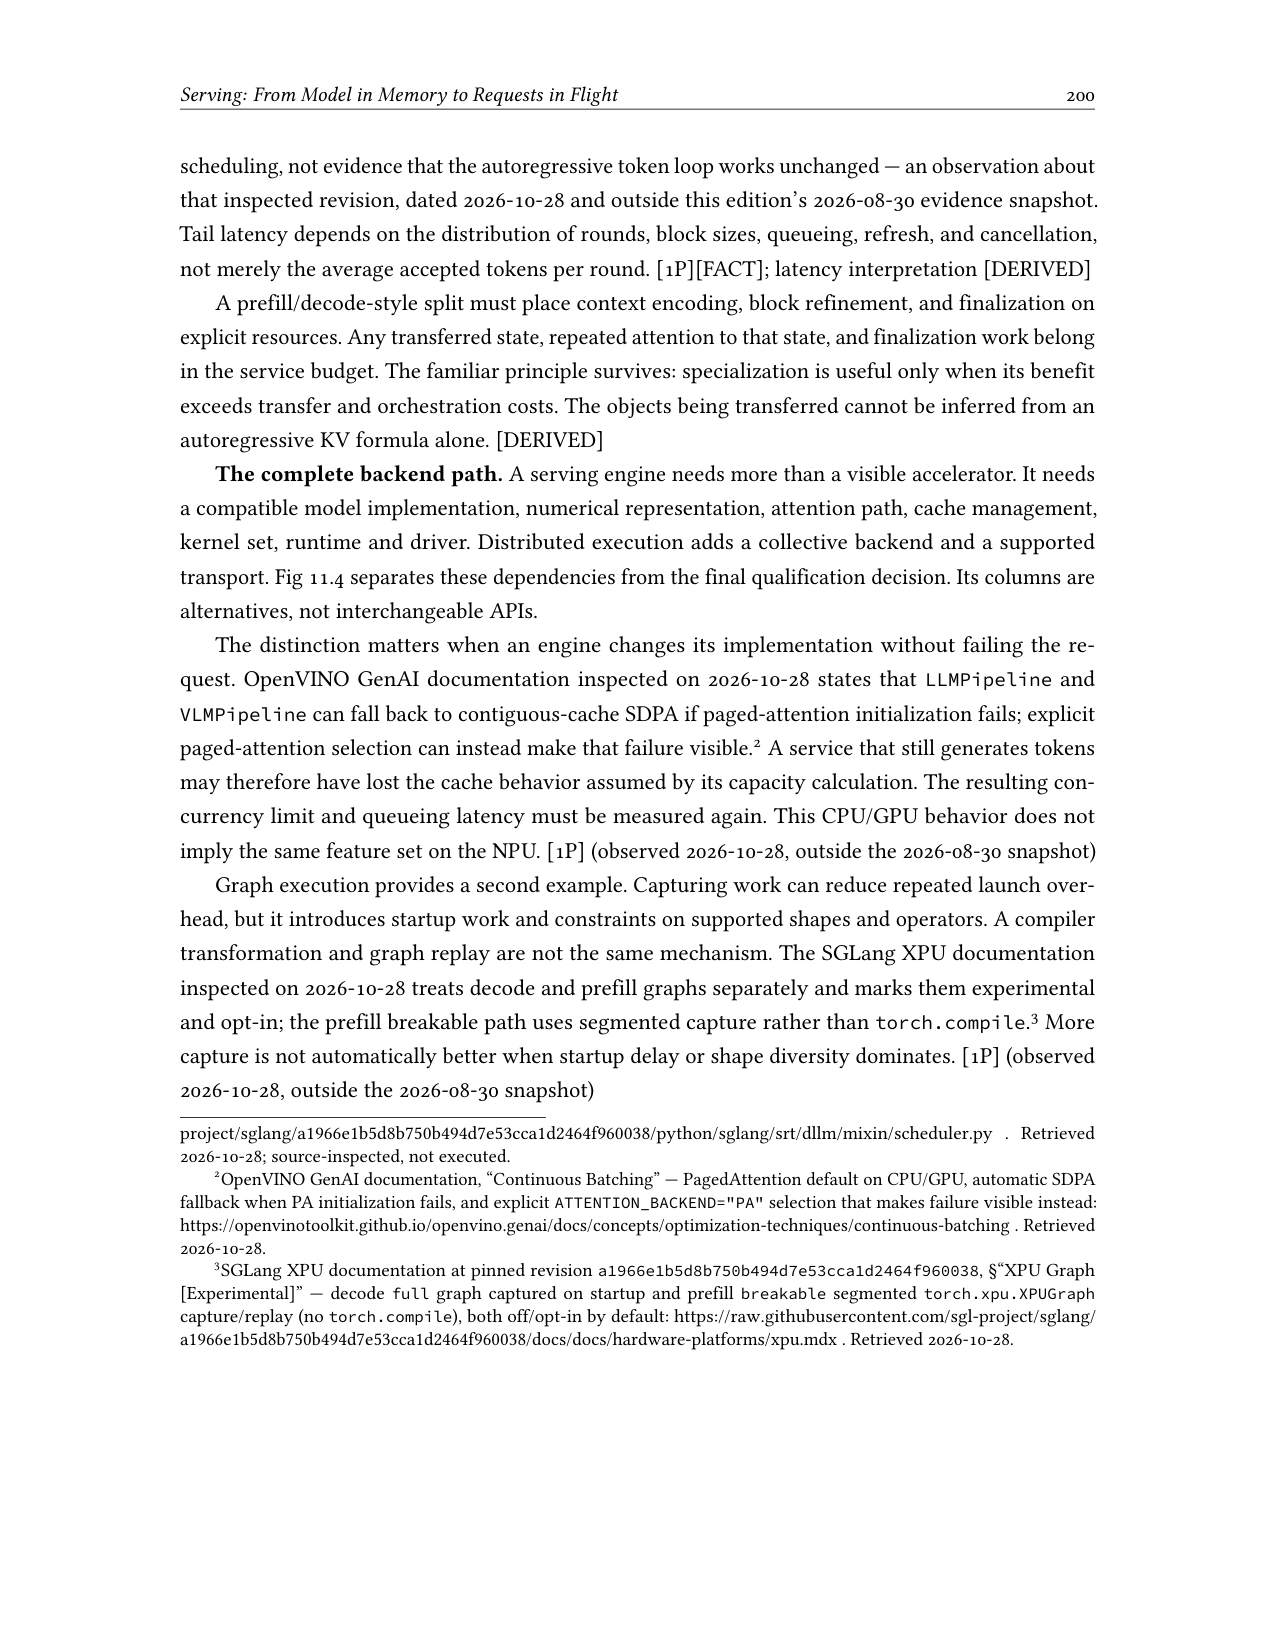 Serving: From Model in Memory to Requests in Flight 200
scheduling, not evidence that the autoregressive token loop works unchanged — an observation about
that inspected revision, dated 2026-10-28 and outside this edition’s 2026-08-30 evidence snapshot.
Tail latency depends on the distribution of rounds, block sizes, queueing, refresh, and cancellation,
not merely the average accepted tokens per round. [1P][FACT]; latency interpretation [DERIVED]
A prefill/decode-style split must place context encoding, block refinement, and finalization on
explicit resources. Any transferred state, repeated attention to that state, and finalization work belong
in the service budget. The familiar principle survives: specialization is useful only when its benefit
exceeds transfer and orchestration costs. The objects being transferred cannot be inferred from an
autoregressive KV formula alone. [DERIVED]
The complete backend path. A serving engine needs more than a visible accelerator. It needs
a compatible model implementation, numerical representation, attention path, cache management,
kernel set, runtime and driver. Distributed execution adds a collective backend and a supported
transport. Fig 11.4 separates these dependencies from the final qualification decision. Its columns are
alternatives, not interchangeable APIs.
The distinction matters when an engine changes its implementation without failing the re-
quest. OpenVINO GenAI documentation inspected on 2026-10-28 states that LLMPipeline and
VLMPipeline can fall back to contiguous-cache SDPA if paged-attention initialization fails; explicit
paged-attention selection can instead make that failure visible.² A service that still generates tokens
may therefore have lost the cache behavior assumed by its capacity calculation. The resulting con-
currency limit and queueing latency must be measured again. This CPU/GPU behavior does not
imply the same feature set on the NPU. [1P] (observed 2026-10-28, outside the 2026-08-30 snapshot)
Graph execution provides a second example. Capturing work can reduce repeated launch over-
head, but it introduces startup work and constraints on supported shapes and operators. A compiler
transformation and graph replay are not the same mechanism. The SGLang XPU documentation
inspected on 2026-10-28 treats decode and prefill graphs separately and marks them experimental
and opt-in; the prefill breakable path uses segmented capture rather than torch.compile.³ More
capture is not automatically better when startup delay or shape diversity dominates. [1P] (observed
2026-10-28, outside the 2026-08-30 snapshot)
project/sglang/a1966e1b5d8b750b494d7e53cca1d2464f960038/python/sglang/srt/dllm/mixin/scheduler.py . Retrieved
2026-10-28; source-inspected, not executed.
²OpenVINO GenAI documentation, “Continuous Batching” — PagedAttention default on CPU/GPU, automatic SDPA
fallback when PA initialization fails, and explicit ATTENTION_BACKEND="PA" selection that makes failure visible instead:
https://openvinotoolkit.github.io/openvino.genai/docs/concepts/optimization-techniques/continuous-batching . Retrieved
2026-10-28.
³SGLang XPU documentation at pinned revision a1966e1b5d8b750b494d7e53cca1d2464f960038, §“XPU Graph
[Experimental]” — decode full graph captured on startup and prefill breakable segmented torch.xpu.XPUGraph
capture/replay (no torch.compile), both off/opt-in by default: https://raw.githubusercontent.com/sgl-project/sglang/
a1966e1b5d8b750b494d7e53cca1d2464f960038/docs/docs/hardware-platforms/xpu.mdx . Retrieved 2026-10-28.